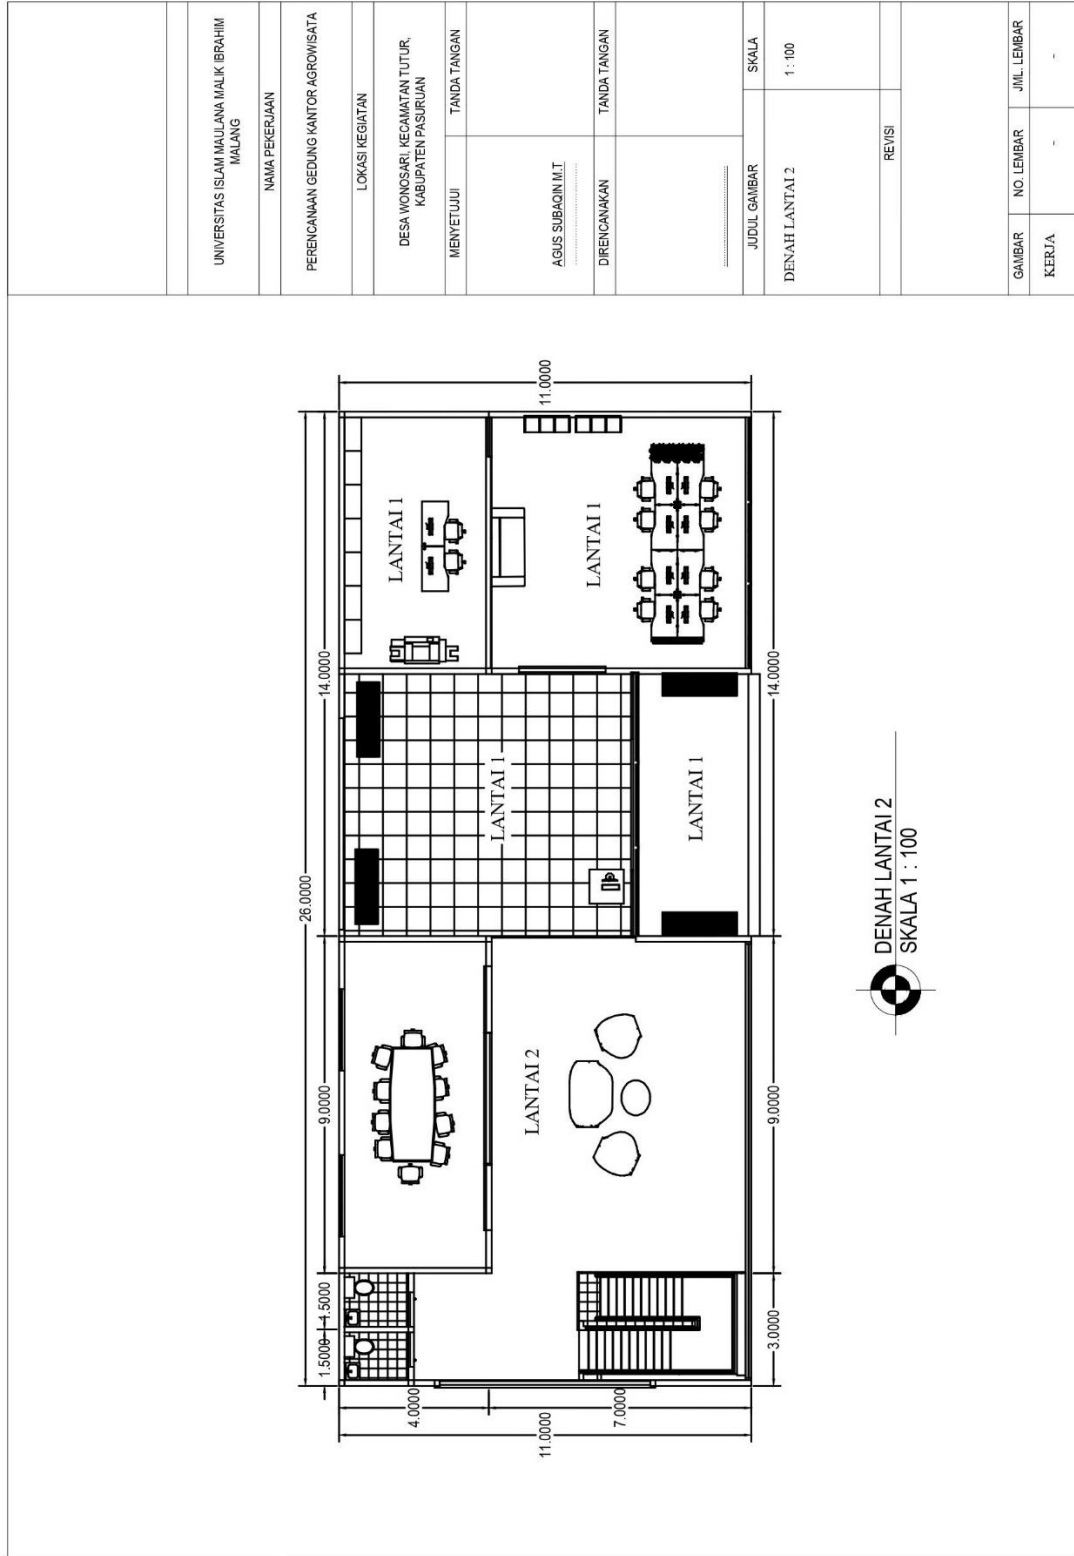 UNIVERSITAS ISLAM MAULANA MALIK IBRAHIM
MALANG
NAMA PEKERJAAN
PERENCANAAN GEDUNG KANTOR AGROWISATA
LOKASI KEGIATAN
DESA WONOSARI, KECAMATAN TUTUR,
KABUPATEN PASURUAN
MENYETUJUI
TANDA TANGAN
AGUS SUBAQIN M.T
DIRENCANAKAN
TANDA TANGAN
JUDUL GAMBAR
SKALA
DENAH LANTAI 2
1 : 100
REVISI
GAMBAR
NO. LEMBAR
JML. LEMBAR
KERJA
-
-
26.0000
1.5000
1.5000
9.0000
14.0000
11.0000
4.0000
7.0000
11.0000
LANTAI 1
LANTAI 1
LANTAI 1
LANTAI 1
LANTAI 2
3.0000
9.0000
14.0000
DENAH LANTAI 2
SKALA 1 : 100